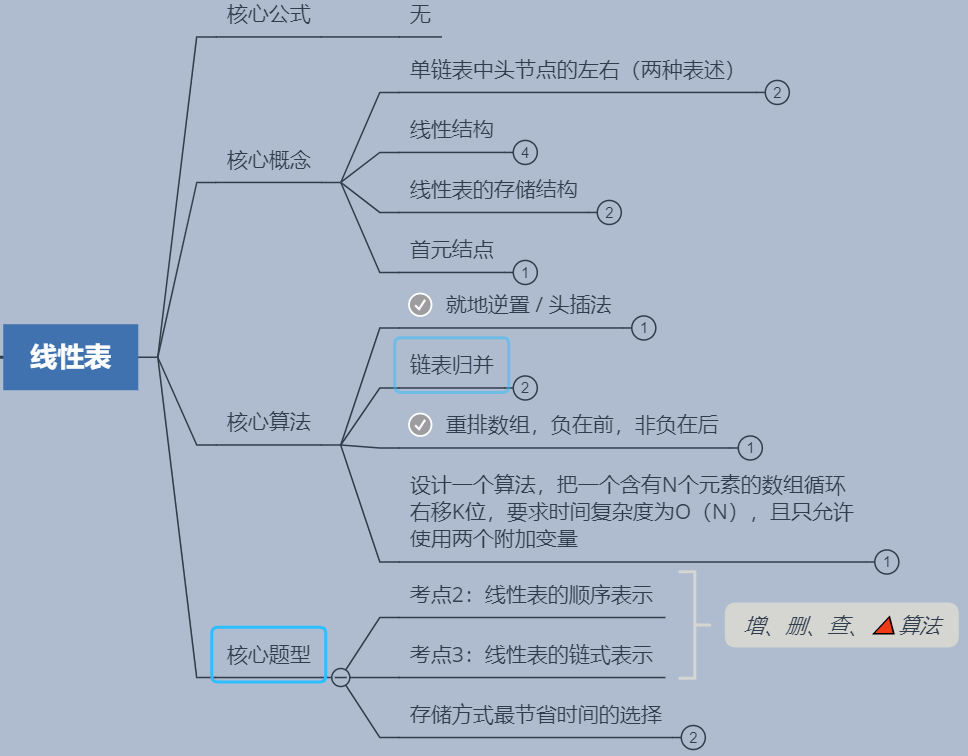 核心公式
无
单链表中头节点的左右（两种表述）
2
线性结构
4
核心概念
线性表的存储结构
2
首元结点
1
就地逆置 / 头插法
1
线性表
链表归并
2
核心算法
重排数组，负在前，非负在后
1
设计一个算法，把一个含有N个元素的数组循环
右移K位，要求时间复杂度为O（N），且只允许
使用两个附加变量
1
考点2：线性表的顺序表示
增、删、查、算法
核心题型
考点3：线性表的链式表示
存储方式最节省时间的选择
2